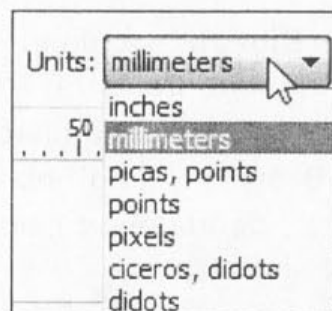 Units: millimeters
inches
50
millimeters
picas, points
points
pixels
ciceros, didots
didots